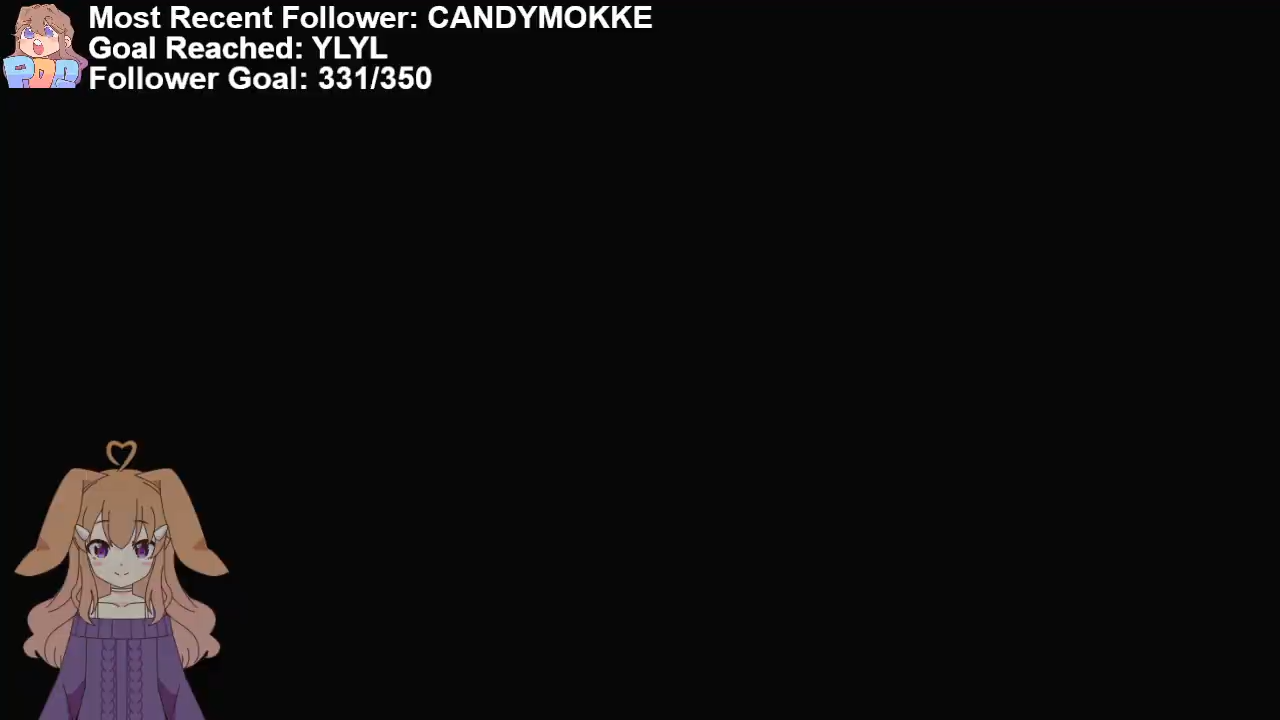 Most Recent Follower: CANDYMOKKE
Goal Reached: YLYL
Follower Goal: 331/350